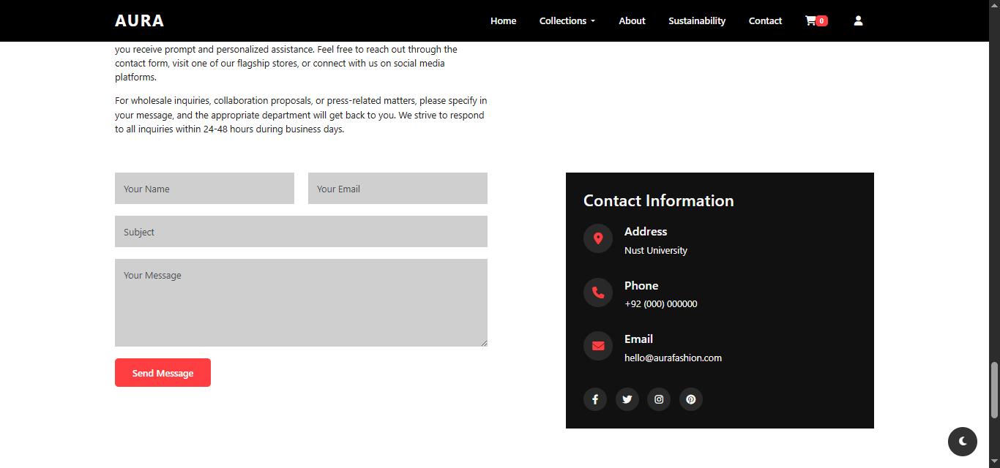 AURA
Home
Collections
About
Sustainability
Contact
0
you receive prompt and personalized assistance. Feel free to reach out through the
contact form, visit one of our flagship stores, or connect with us on social media
platforms.
For wholesale inquiries, collaboration proposals, or press-related matters, please specify in
your message, and the appropriate department will get back to you. We strive to respond
to all inquiries within 24-48 hours during business days.
Your Name
Your Email
Subject
Your Message
Send Message
Contact Information
Address
Nust University
Phone
+92 (000) 000000
Email
hello@aurafashion.com